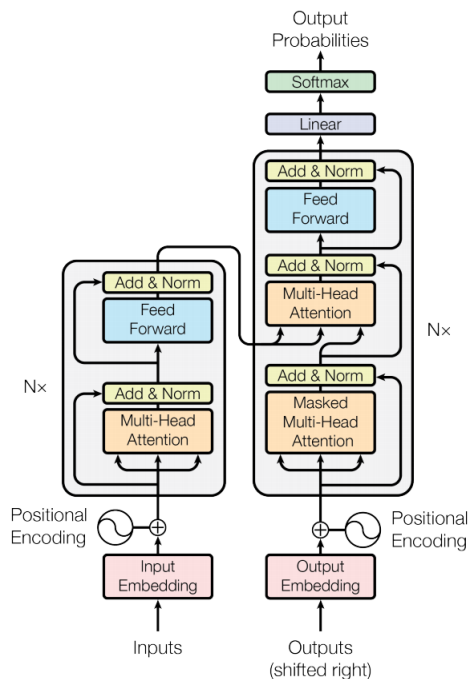 Output
Probabilities
Softmax
Linear
Add & Norm
Feed
Forward
Add & Norm
Multi-Head
Attention
Nx
Add & Norm
Masked
Multi-Head
Attention
Add & Norm
Feed
Forward
Nx
Add & Norm
Multi-Head
Attention
Positional
Encoding
Positional
Encoding
Input
Embedding
Output
Embedding
Inputs
Outputs
(shifted right)